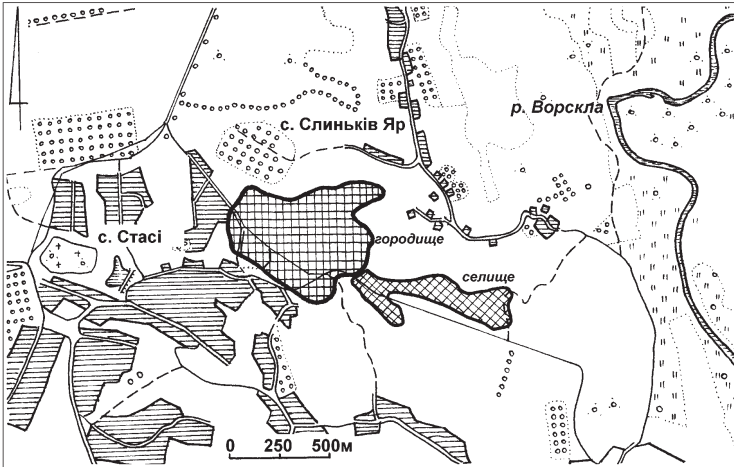 с. Слиньків Яр
р. Ворскла
с. Стасі
городище
селище
0 250 500м